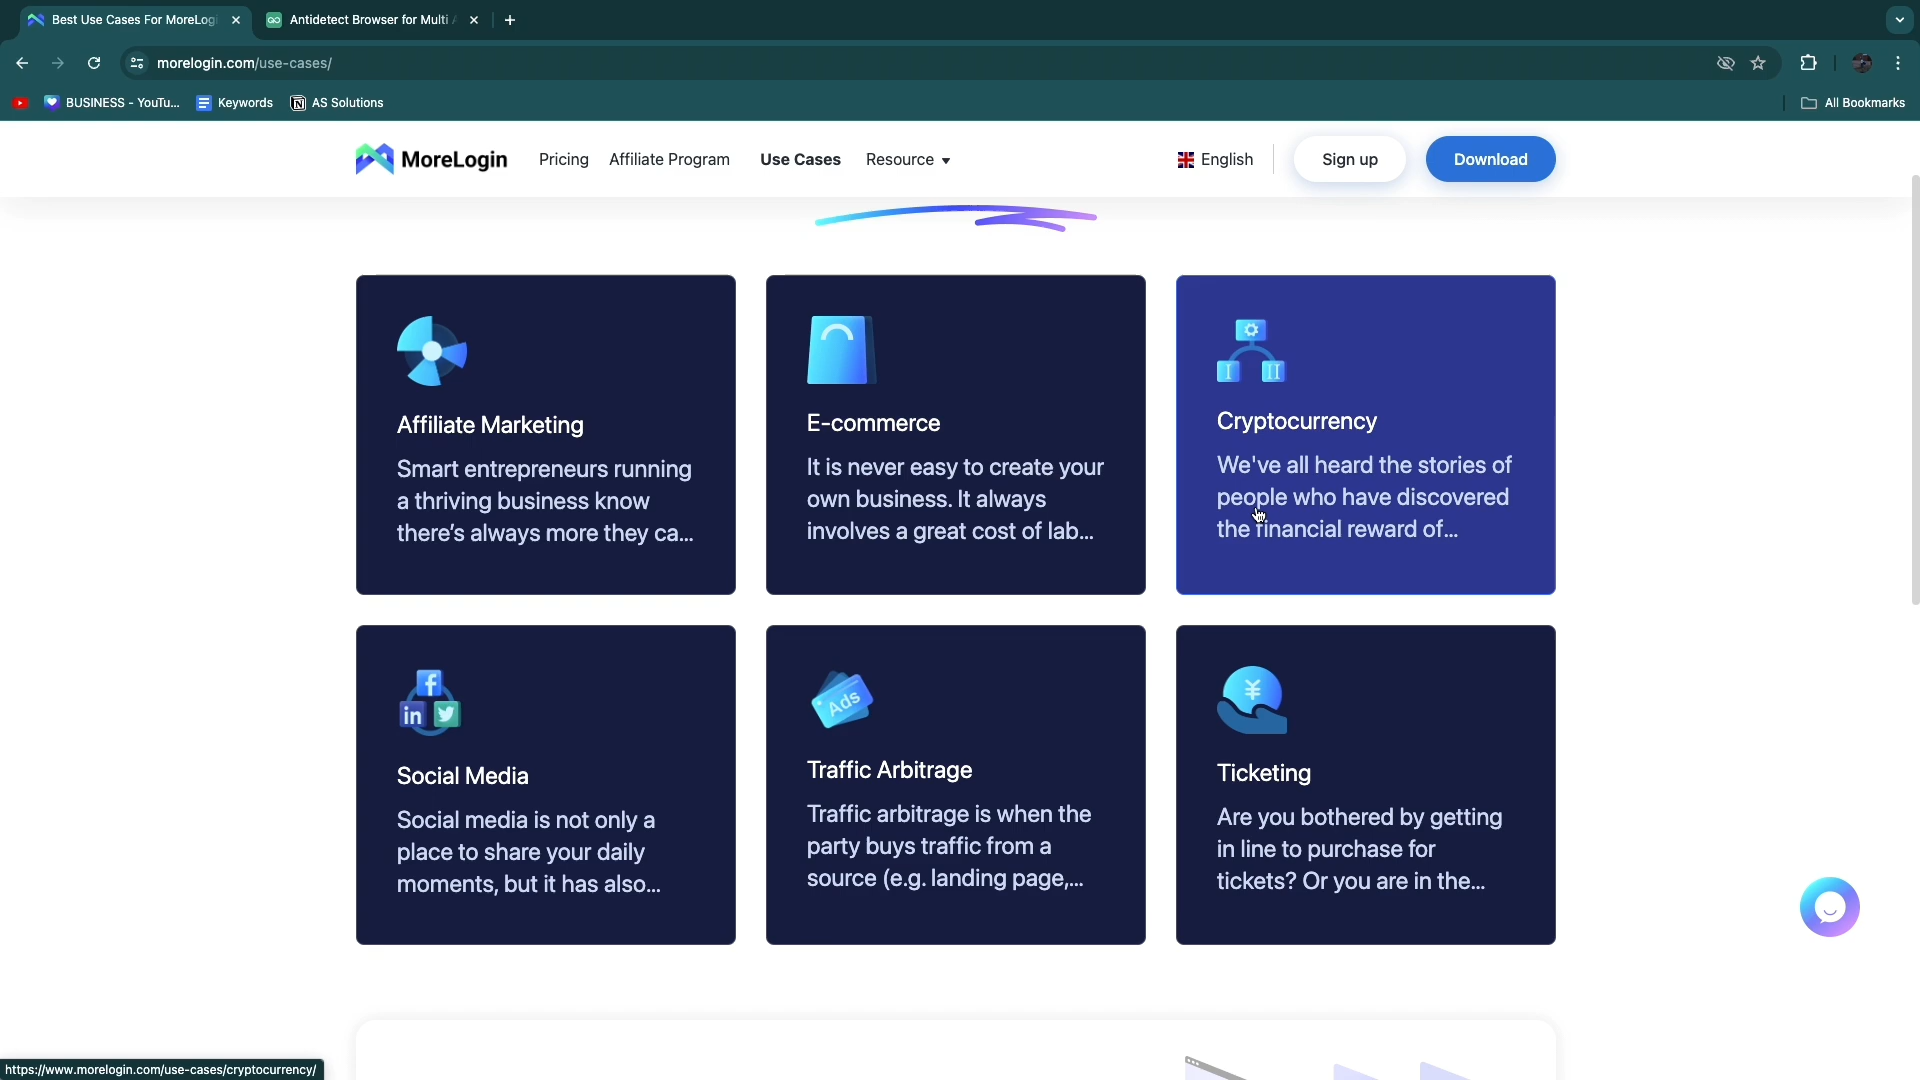 Best Use Cases For MoreLogi
Antidetect Browser for Multi A
morelogin.com/use-cases/
BUSINESS - YouTu...
Keywords
AS Solutions
All Bookmarks
MoreLogin
Pricing
Affiliate Program
Use Cases
Resource
English
Sign up
Download
Affiliate Marketing
Smart entrepreneurs running
a thriving business know
there's always more they ca...
E-commerce
It is never easy to create your
own business. It always
involves a great cost of lab...
I
II
Cryptocurrency
We've all heard the stories of
people who have discovered
the financial reward of...
f
in
Social Media
Social media is not only a
place to share your daily
moments, but it has also...
Ads
Traffic Arbitrage
Traffic arbitrage is when the
party buys traffic from a
source (e.g. landing page,...
¥
Ticketing
Are you bothered by getting
in line to purchase for
tickets? Or you are in the...
https://www.morelogin.com/use-cases/cryptocurrency/